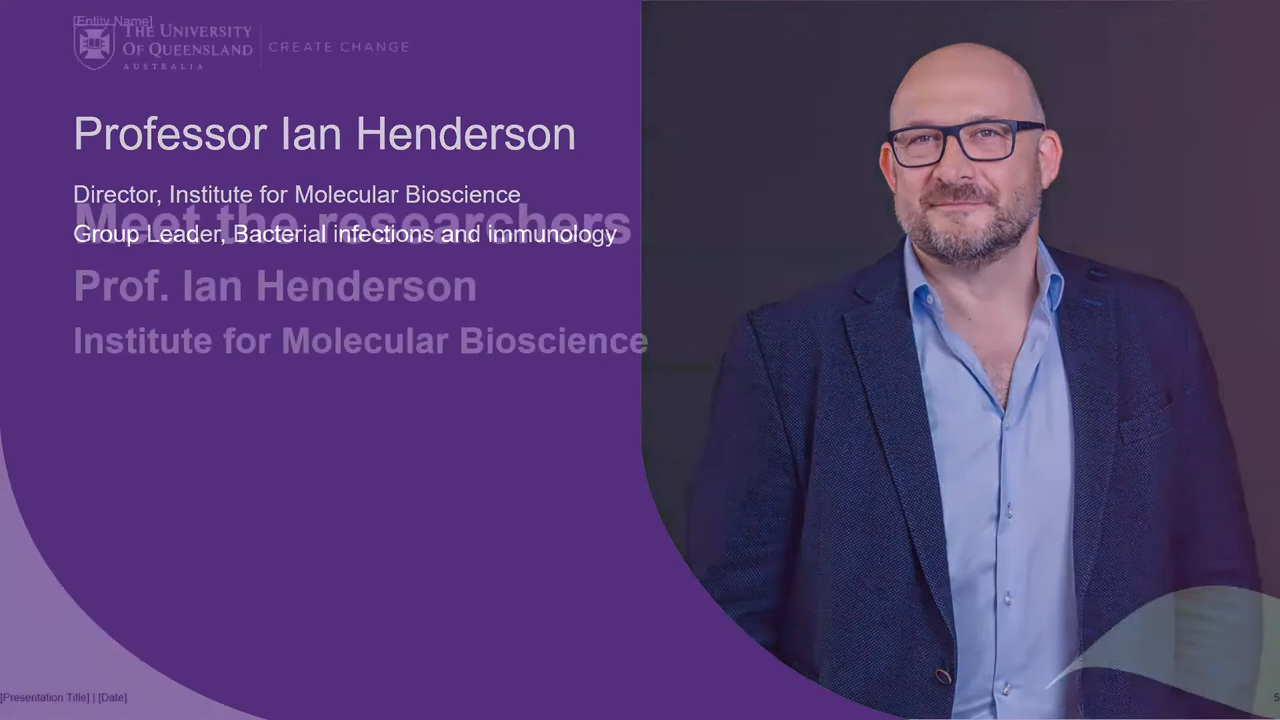 [Entity Name]
THE UNIVERSITY
OF QUEENSLAND
AUSTRALIA
CREATE CHANGE
Professor Ian Henderson
Director, Institute for Molecular Bioscience
Meet the researchers
Group Leader, Bacterial infections and immunology
Prof. Ian Henderson
Institute for Molecular Bioscience
[Presentation Title] | [Date]
5